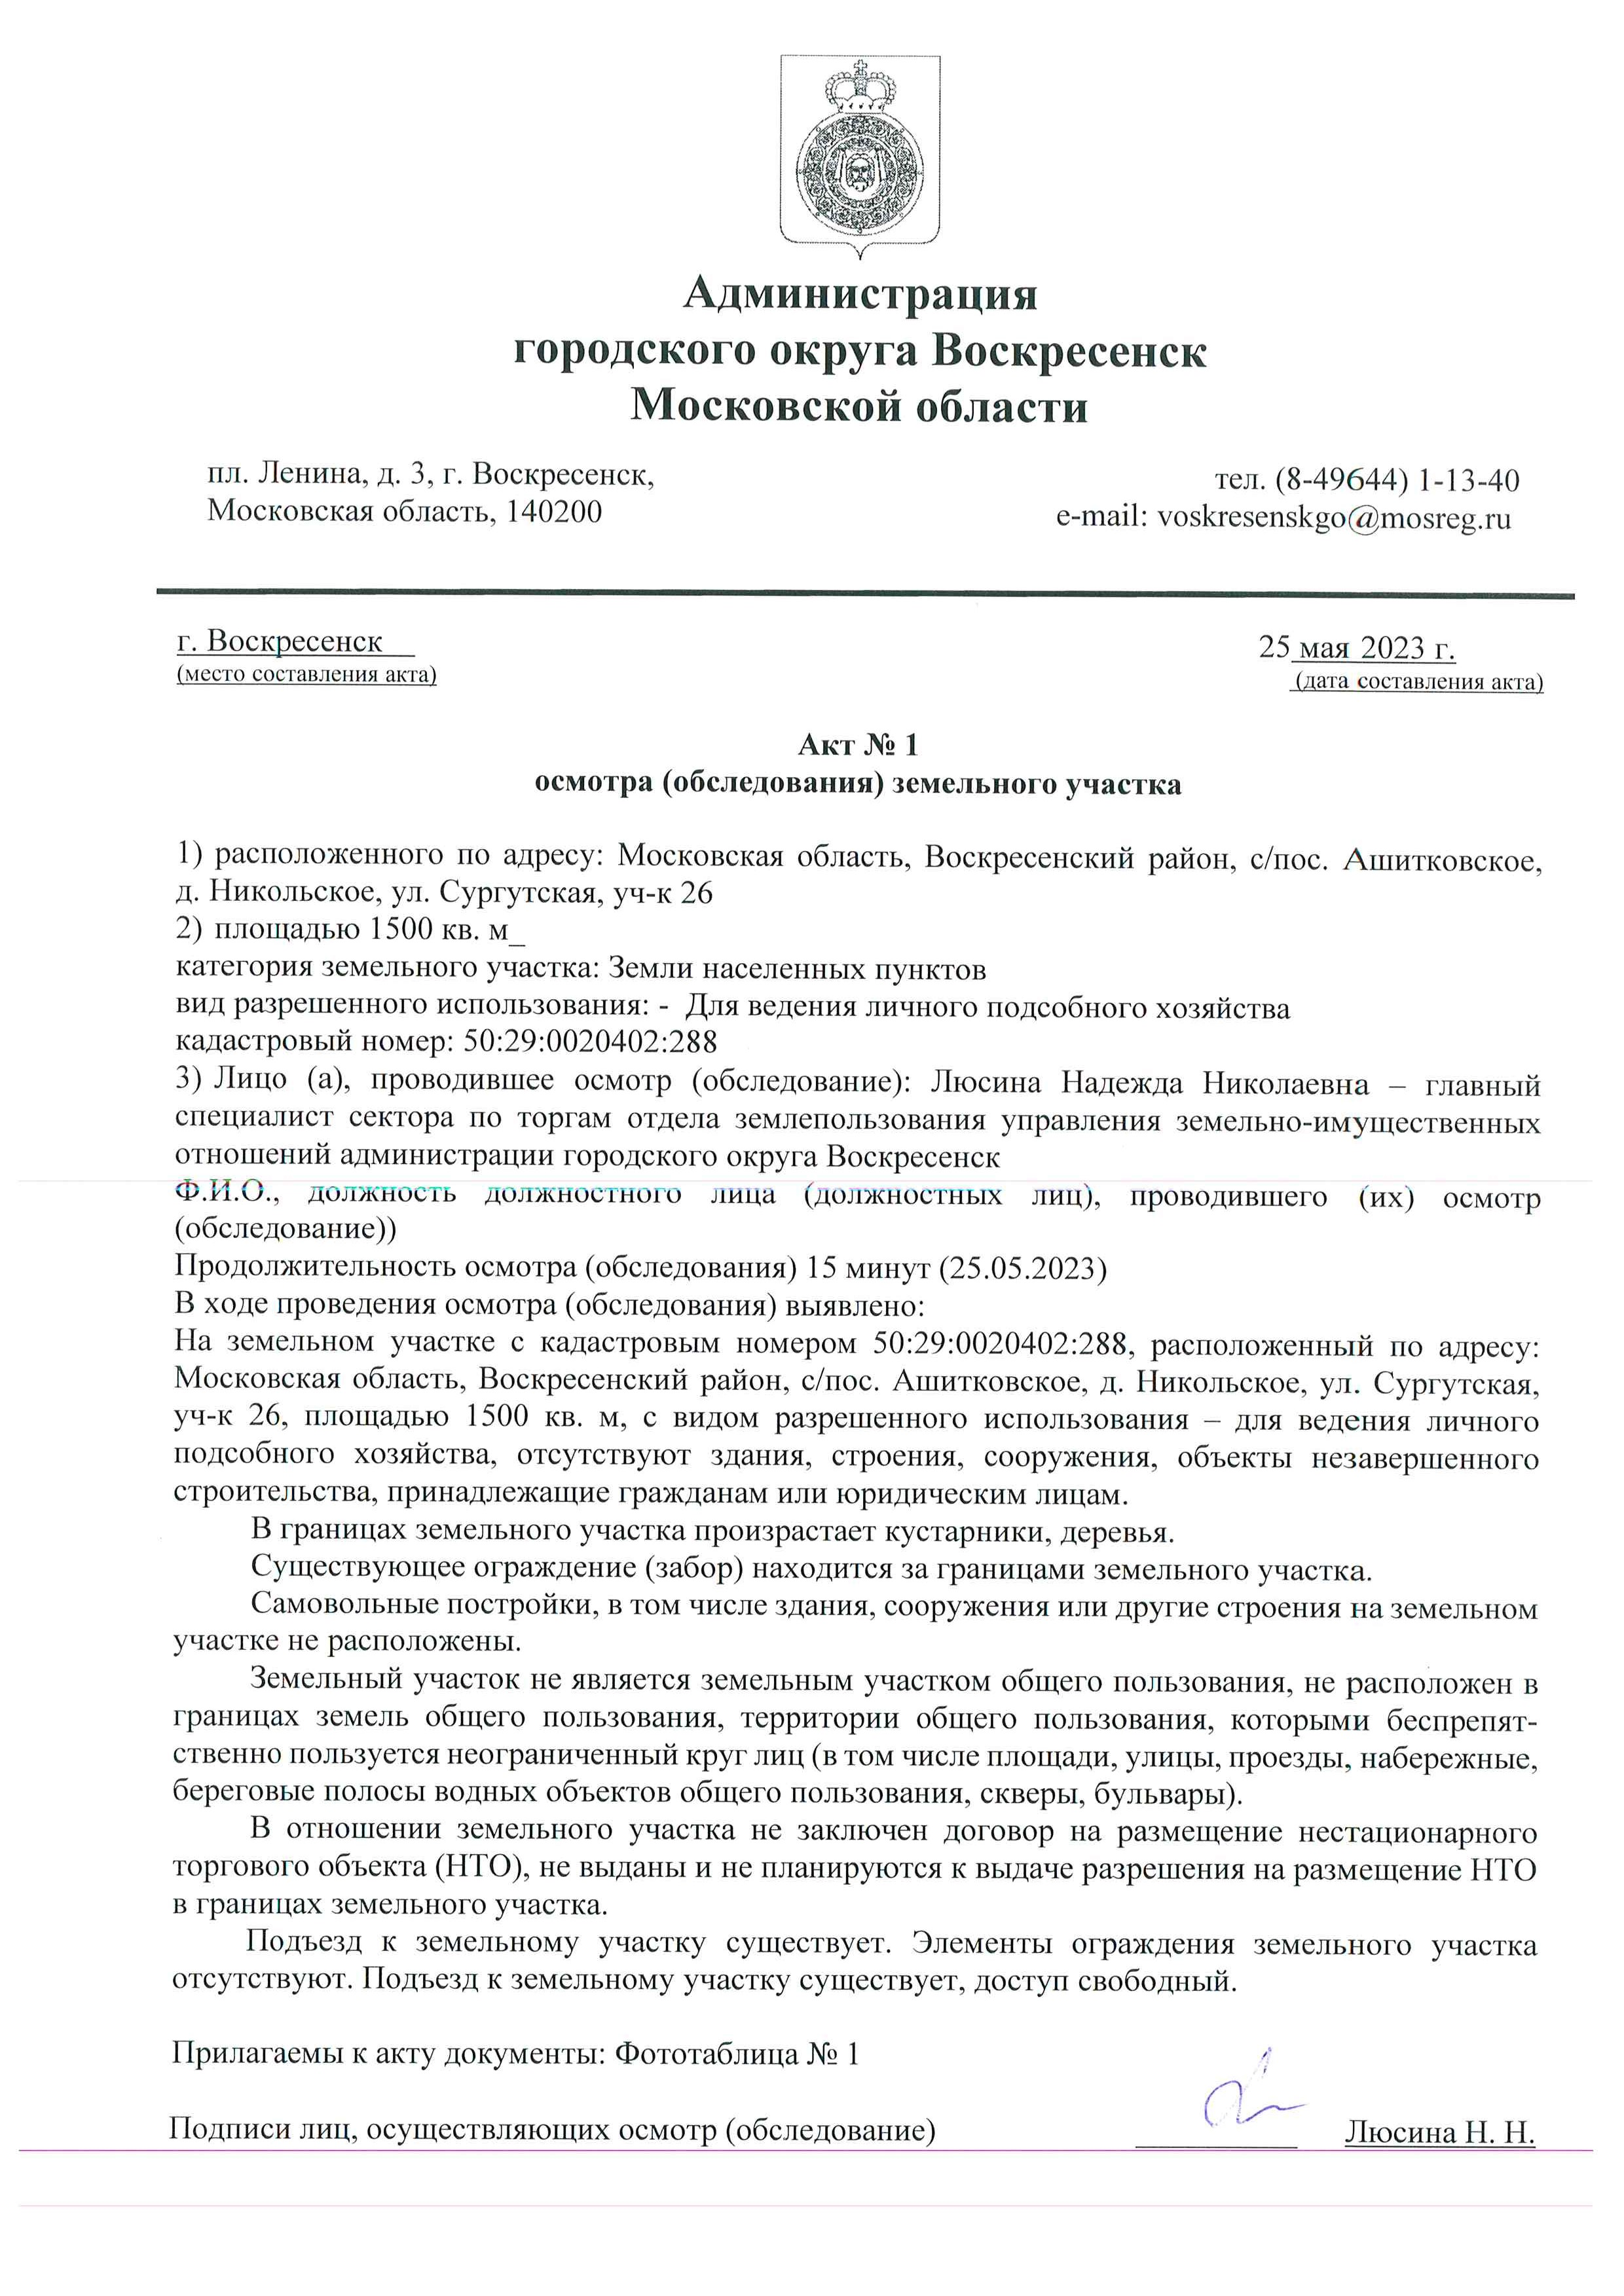 Администрация
городского округа Воскресенск
Московской области
пл. Ленина, д. 3, г. Воскресенск,
Московская область, 140200
тел. (8-49644) 1-13-40
e-mail: voskresenskgo@mosreg.ru
г. Воскресенск
(место составления акта)
25 мая 2023 г.
(дата составления акта)
Акт № 1
осмотра (обследования) земельного участка
1) расположенного по адресу: Московская область, Воскресенский район, с/пос. Ашитковское,
д. Никольское, ул. Сургутская, уч-к 26
2) площадью 1500 кв. м_
категория земельного участка: Земли населенных пунктов
вид разрешенного использования: - Для ведения личного подсобного хозяйства
кадастровый номер: 50:29:0020402:288
3) Лицо (а), проводившее осмотр (обследование): Люсина Надежда Николаевна – главный
специалист сектора по торгам отдела землепользования управления земельно-имущественных
отношений администрации городского округа Воскресенск
Ф.И.О., должность должностного лица (должностных лиц), проводившего (их) осмотр
(обследование))
Продолжительность осмотра (обследования) 15 минут (25.05.2023)
В ходе проведения осмотра (обследования) выявлено:
На земельном участке с кадастровым номером 50:29:0020402:288, расположенный по адресу:
Московская область, Воскресенский район, с/пос. Ашитковское, д. Никольское, ул. Сургутская,
уч-к 26, площадью 1500 кв. м, с видом разрешенного использования – для ведения личного
подсобного хозяйства, отсутствуют здания, строения, сооружения, объекты незавершенного
строительства, принадлежащие гражданам или юридическим лицам.
В границах земельного участка произрастает кустарники, деревья.
Существующее ограждение (забор) находится за границами земельного участка.
Самовольные постройки, в том числе здания, сооружения или другие строения на земельном
участке не расположены.
Земельный участок не является земельным участком общего пользования, не расположен в
границах земель общего пользования, территории общего пользования, которыми беспрепят-
ственно пользуется неограниченный круг лиц (в том числе площади, улицы, проезды, набережные,
береговые полосы водных объектов общего пользования, скверы, бульвары).
В отношении земельного участка не заключен договор на размещение нестационарного
торгового объекта (НТО), не выданы и не планируются к выдаче разрешения на размещение НТО
в границах земельного участка.
Подъезд к земельному участку существует. Элементы ограждения земельного участка
отсутствуют. Подъезд к земельному участку существует, доступ свободный.
Прилагаемы к акту документы: Фототаблица № 1
Подписи лиц, осуществляющих осмотр (обследование) Люсина Н. Н.